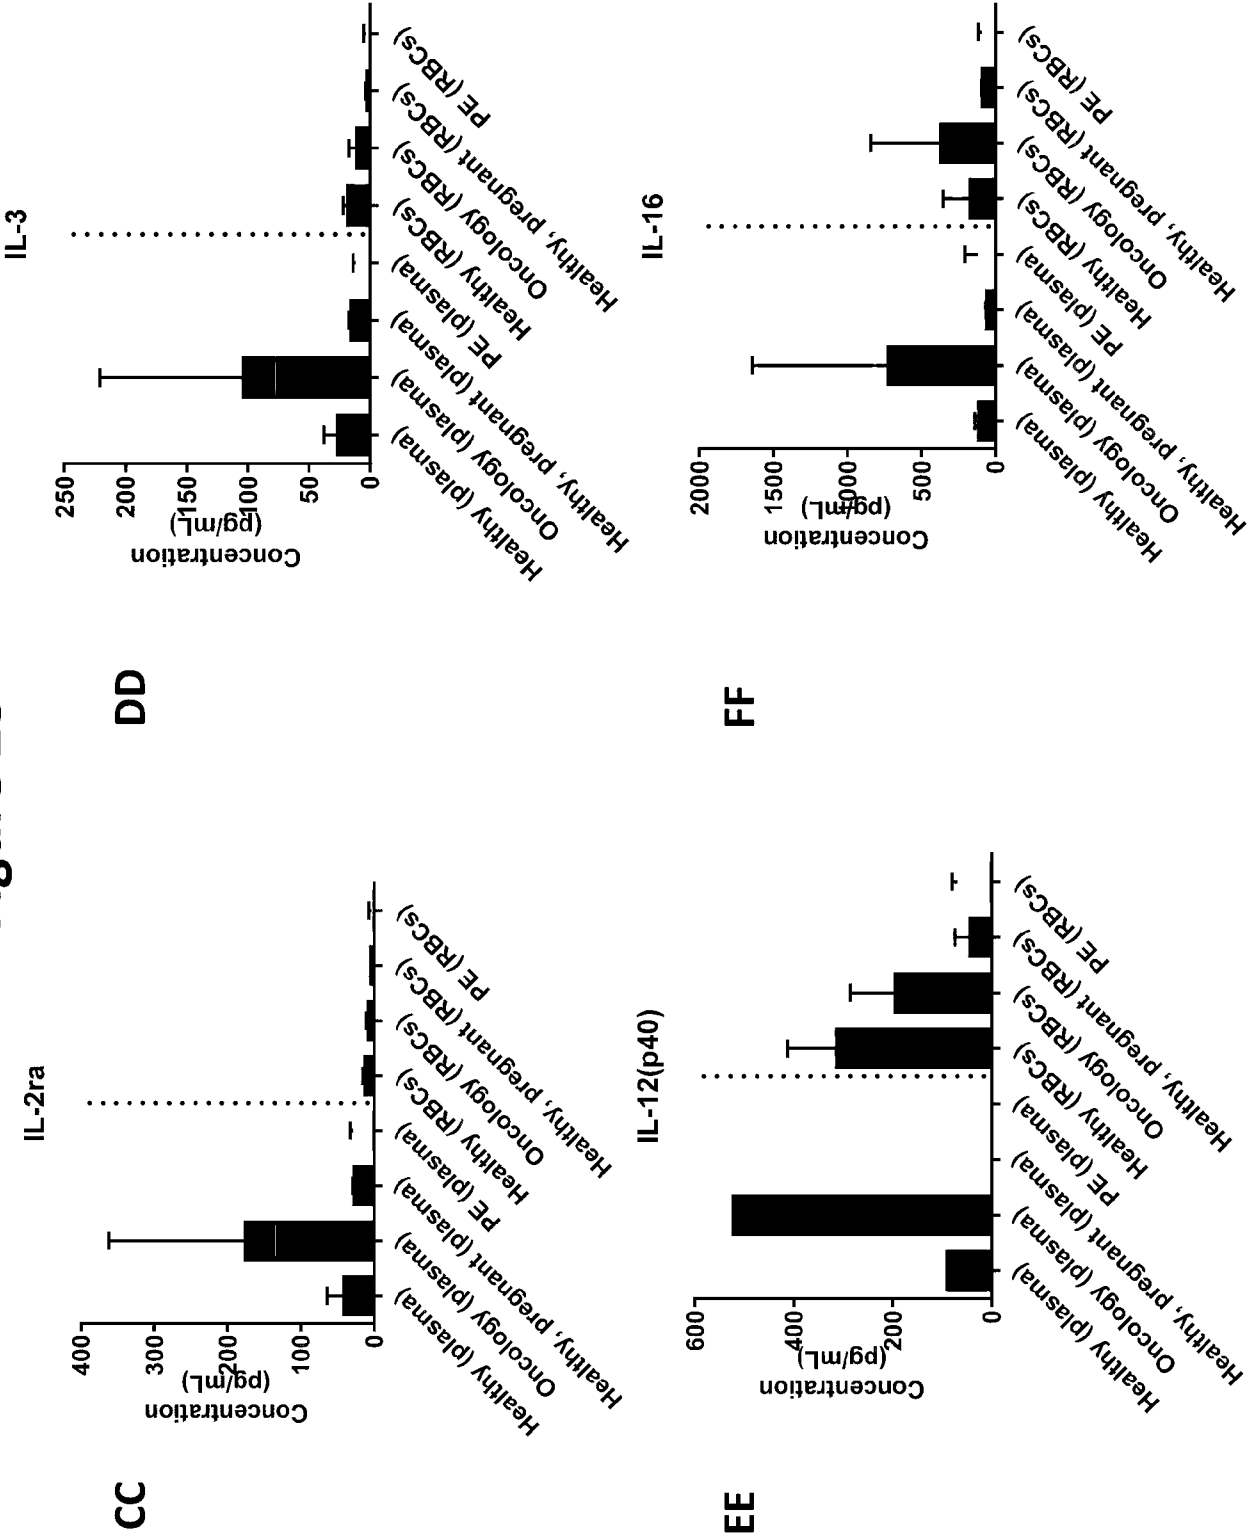 CC
IL-2ra
Concentration
(pg/mL)
400
300
200
100
0
Healthy (plasma)
Oncology (plasma)
Healthy, pregnant (plasma)
PE (plasma)
Healthy (RBCs)
Oncology (RBCs)
Healthy, pregnant (RBCs)
PE (RBCs)
DD
IL-3
Concentration
(pg/mL)
250
200
150
100
50
0
Healthy (plasma)
Oncology (plasma)
Healthy, pregnant (plasma)
PE (plasma)
Healthy (RBCs)
Oncology (RBCs)
Healthy, pregnant (RBCs)
PE (RBCs)
EE
IL-12(p40)
Concentration
(pg/mL)
600
400
200
0
Healthy (plasma)
Oncology (plasma)
Healthy, pregnant (plasma)
PE (plasma)
Healthy (RBCs)
Oncology (RBCs)
Healthy, pregnant (RBCs)
PE (RBCs)
FF
IL-16
Concentration
(pg/mL)
2000
1500
1000
500
0
Healthy (plasma)
Oncology (plasma)
Healthy, pregnant (plasma)
PE (plasma)
Healthy (RBCs)
Oncology (RBCs)
Healthy, pregnant (RBCs)
PE (RBCs)